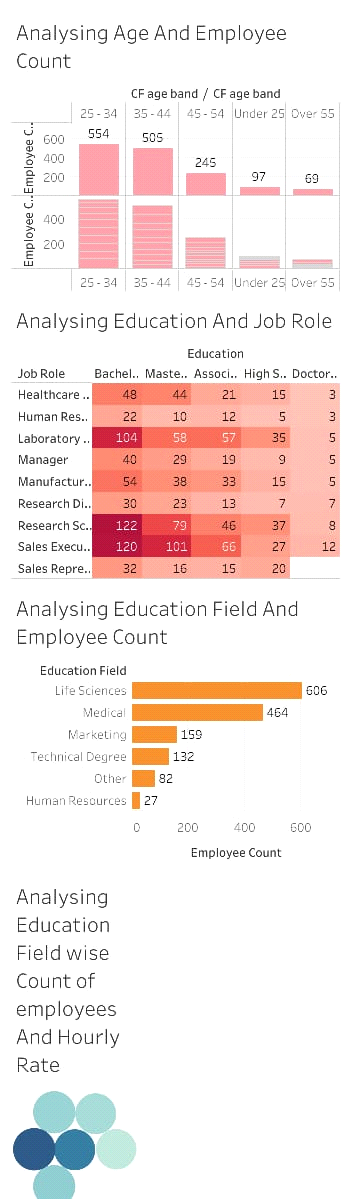 Analysing Age And Employee
Count
CF age band / CF age band
25 - 34 35 - 44 45 - 54 Under 25 Over 55
Employee C..
600
400
200
554 505 245 97 69
Employee C..
400
200
25 - 34 35 - 44 45 - 54 Under 25 Over 55
Analysing Education And Job Role
Education
Job Role Bachel.. Maste.. Associ.. High S.. Doctor..
Healthcare .. 48 44 21 15 3
Human Res.. 22 10 12 5 3
Laboratory .. 104 58 57 35 5
Manager 40 29 19 9 5
Manufactur.. 54 38 33 15 5
Research Di.. 30 23 13 7 7
Research Sc.. 122 79 46 37 8
Sales Execu.. 120 101 66 27 12
Sales Repre.. 32 16 15 20
Analysing Education Field And
Employee Count
Education Field
Life Sciences 606
Medical 464
Marketing 159
Technical Degree 132
Other 82
Human Resources 27
0 200 400 600
Employee Count
Analysing
Education
Field wise
Count of
employees
And Hourly
Rate